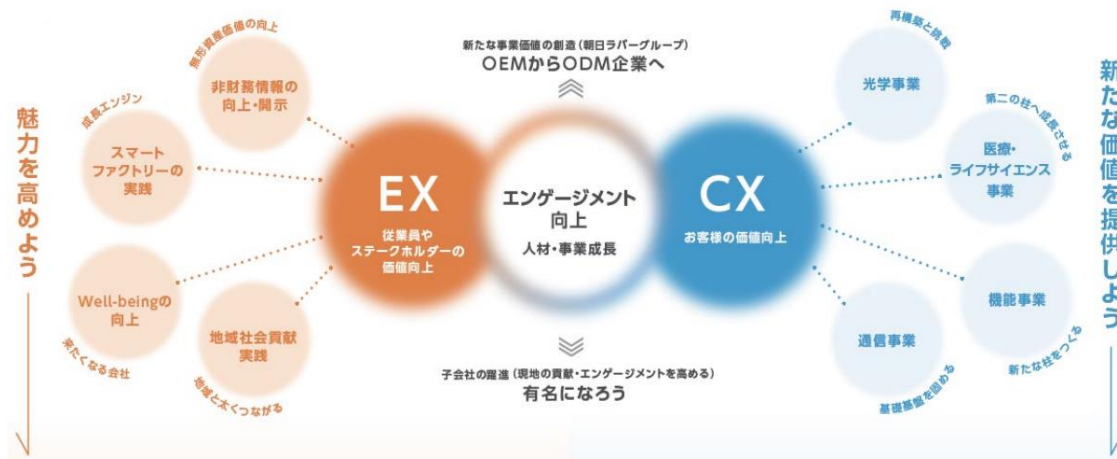 魅力を高めよう
無形資産価値の向上
非財務情報の
向上・開示
成長エンジン
スマート
ファクトリーの
実践
Well-beingの
向上
来たくなる会社
地域社会貢献
実践
地域と太くつながる
EX
従業員や
ステークホルダーの
価値向上
新たな事業価値の創造(朝日ラバーグループ)
OEMからODM企業へ
エンゲージメント
向上
人材・事業成長
子会社の躍進(現地の貢献・エンゲージメントを高める)
有名になろう
CX
お客様の価値向上
再構築と挑戦
光学事業
第二の柱へ成長させる
医療・
ライフサイエンス
事業
機能事業
新たな柱をつくる
通信事業
基礎基盤を固める
新たな価値を提供しよう